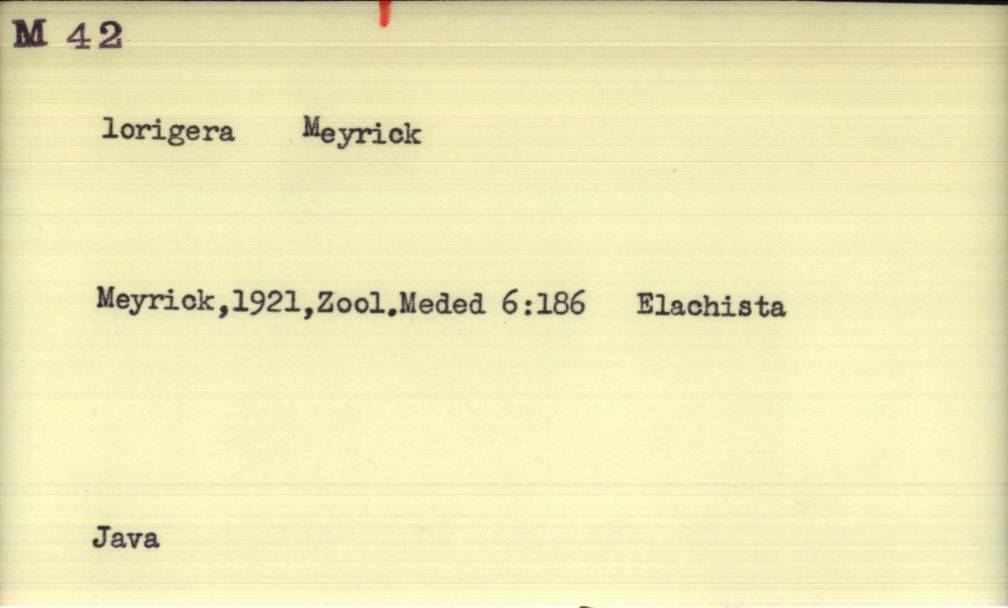 M 42
lorigera Meyrick
Meyrick,1921,Zool.Meded 6:186 Elachista
Java